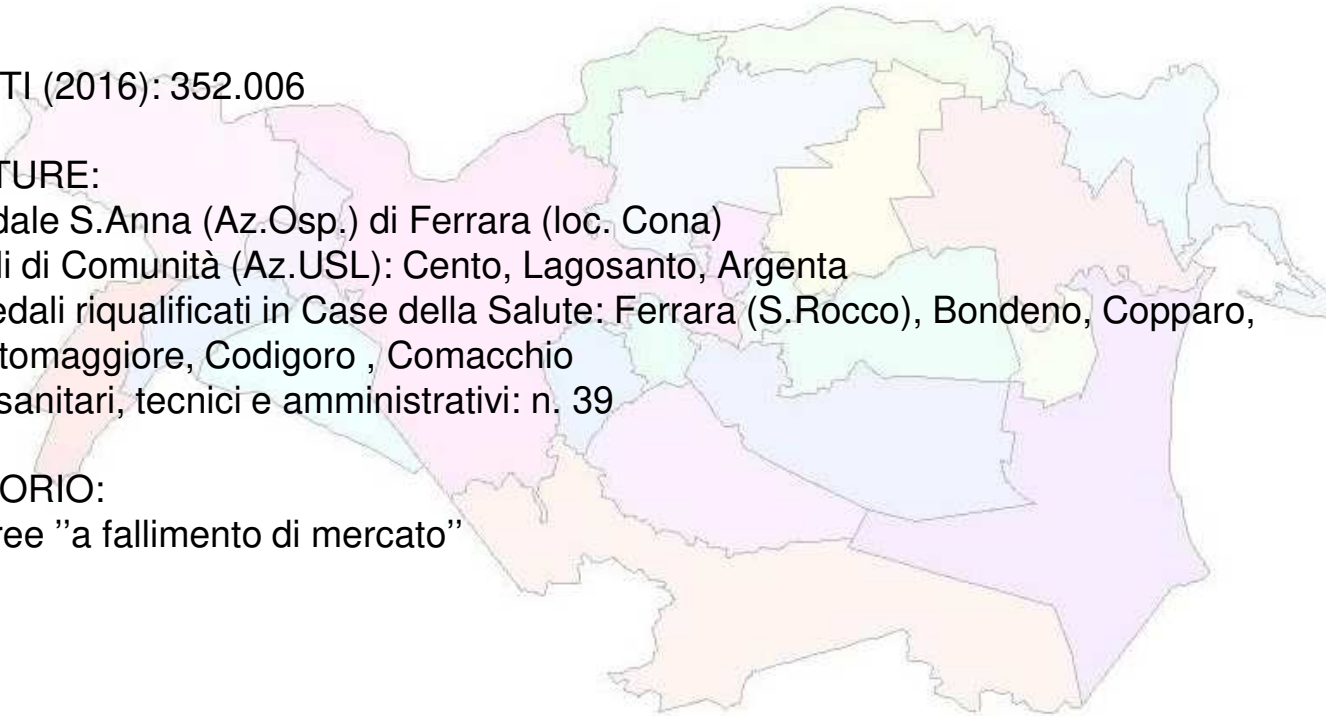 TI (2016): 352.006
TURE:
dale S.Anna (Az.Osp.) di Ferrara (loc. Cona)
li di Comunità (Az.USL): Cento, Lagosanto, Argenta
edali riqualificati in Case della Salute: Ferrara (S.Rocco), Bondeno, Copparo,
tomaggiore, Codigoro , Comacchio
sanitari, tecnici e amministrativi: n. 39
ORIO:
ree ’’a fallimento di mercato’’